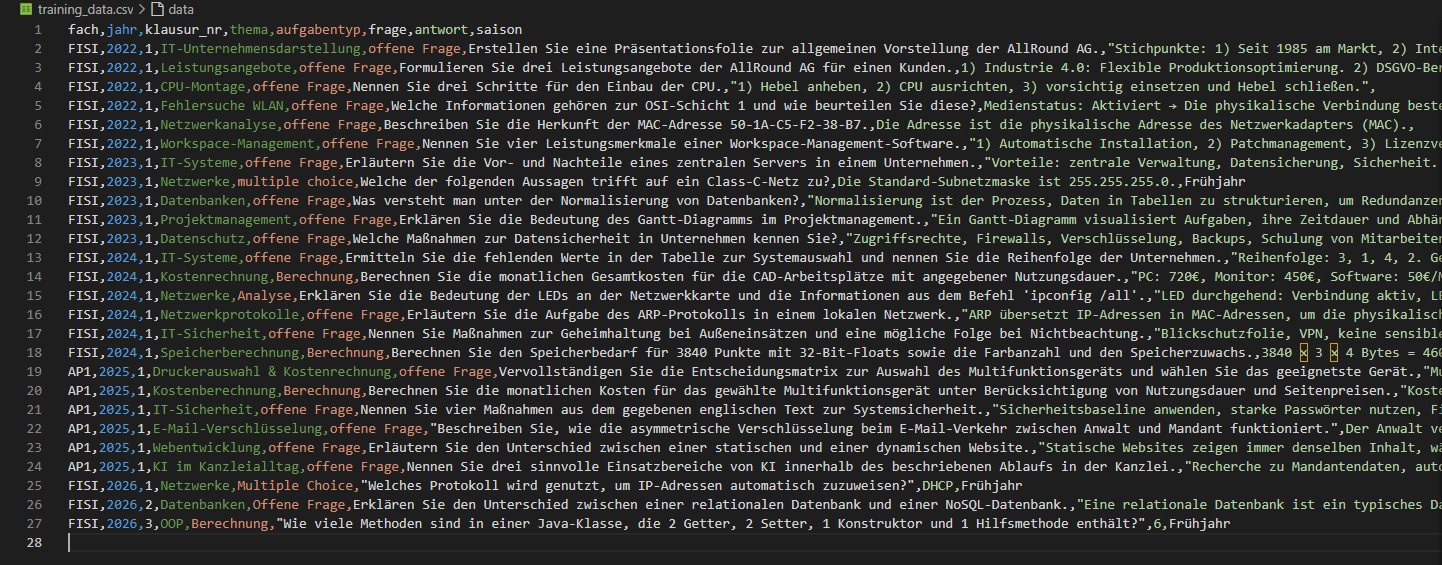 training_data.csv > data
1 fach,jahr,klausur_nr,thema,aufgabentyp,frage,antwort,saison
2 FISI,2022,1,IT-Unternehmensdarstellung,offene Frage,Erstellen Sie eine Präsentationsfolie zur allgemeinen Vorstellung der AllRound AG.,"Stichpunkte: 1) Seit 1985 am Markt, 2) Inte
3 FISI,2022,1,Leistungsangebote,offene Frage,Formulieren Sie drei Leistungsangebote der AllRound AG für einen Kunden.,1) Industrie 4.0: Flexible Produktionsoptimierung. 2) DSGVO-Ber
4 FISI,2022,1,CPU-Montage,offene Frage,Nennen Sie drei Schritte für den Einbau der CPU.,"1) Hebel anheben, 2) CPU ausrichten, 3) vorsichtig einsetzen und Hebel schließen.",
5 FISI,2022,1,Fehlersuche WLAN,offene Frage,Welche Informationen gehören zur OSI-Schicht 1 und wie beurteilen Sie diese?,Medienstatus: Aktiviert → Die physikalische Verbindung beste
6 FISI,2022,1,Netzwerkanalyse,offene Frage,Beschreiben Sie die Herkunft der MAC-Adresse 50-1A-C5-F2-38-B7.,Die Adresse ist die physikalische Adresse des Netzwerkadapters (MAC).,
7 FISI,2022,1,Workspace-Management,offene Frage,Nennen Sie vier Leistungsmerkmale einer Workspace-Management-Software.,"1) Automatische Installation, 2) Patchmanagement, 3) Lizenzve
8 FISI,2023,1,IT-Systeme,offene Frage,Erläutern Sie die Vor- und Nachteile eines zentralen Servers in einem Unternehmen.,"Vorteile: zentrale Verwaltung, Datensicherung, Sicherheit.
9 FISI,2023,1,Netzwerke,multiple choice,Welche der folgenden Aussagen trifft auf ein Class-C-Netz zu?,Die Standard-Subnetzmaske ist 255.255.255.0.,Frühjahr
10 FISI,2023,1,Datenbanken,offene Frage,Was versteht man unter der Normalisierung von Datenbanken?,"Normalisierung ist der Prozess, Daten in Tabellen zu strukturieren, um Redundanzen
11 FISI,2023,1,Projektmanagement,offene Frage,Erklären Sie die Bedeutung des Gantt-Diagramms im Projektmanagement.,"Ein Gantt-Diagramm visualisiert Aufgaben, ihre Zeitdauer und Abhän
12 FISI,2023,1,Datenschutz,offene Frage,Welche Maßnahmen zur Datensicherheit in Unternehmen kennen Sie?,"Zugriffsrechte, Firewalls, Verschlüsselung, Backups, Schulung von Mitarbeiter
13 FISI,2024,1,IT-Systeme,offene Frage,Ermitteln Sie die fehlenden Werte in der Tabelle zur Systemauswahl und nennen Sie die Reihenfolge der Unternehmen.,"Reihenfolge: 3, 1, 4, 2. Ge
14 FISI,2024,1,Kostenrechnung,Berechnung,Berechnen Sie die monatlichen Gesamtkosten für die CAD-Arbeitsplätze mit angegebener Nutzungsdauer.,"PC: 720€, Monitor: 450€, Software: 50€/M
15 FISI,2024,1,Netzwerke,Analyse,Erklären Sie die Bedeutung der LEDs an der Netzwerkkarte und die Informationen aus dem Befehl 'ipconfig /all'.,"LED durchgehend: Verbindung aktiv, LE
16 FISI,2024,1,Netzwerkprotokolle,offene Frage,Erläutern Sie die Aufgabe des ARP-Protokolls in einem lokalen Netzwerk.,"ARP übersetzt IP-Adressen in MAC-Adressen, um die physikalisch
17 FISI,2024,1,IT-Sicherheit,offene Frage,Nennen Sie Maßnahmen zur Geheimhaltung bei Außeneinsätzen und eine mögliche Folge bei Nichtbeachtung.,"Blickschutzfolie, VPN, keine sensible
18 FISI,2024,1,Speicherberechnung,Berechnung,Berechnen Sie den Speicherbedarf für 3840 Punkte mit 32-Bit-Floats sowie die Farbanzahl und den Speicherzuwachs.,3840 × 3 × 4 Bytes = 460
19 AP1,2025,1,Druckerauswahl & Kostenrechnung,offene Frage,Vervollständigen Sie die Entscheidungsmatrix zur Auswahl des Multifunktionsgeräts und wählen Sie das geeignetste Gerät.,"Mu
20 AP1,2025,1,Kostenberechnung,Berechnung,Berechnen Sie die monatlichen Kosten für das gewählte Multifunktionsgerät unter Berücksichtigung von Nutzungsdauer und Seitenpreisen.,"Koste
21 AP1,2025,1,IT-Sicherheit,offene Frage,Nennen Sie vier Maßnahmen aus dem gegebenen englischen Text zur Systemsicherheit.,"Sicherheitsbaseline anwenden, starke Passwörter nutzen, Fi
22 AP1,2025,1,E-Mail-Verschlüsselung,offene Frage,"Beschreiben Sie, wie die asymmetrische Verschlüsselung beim E-Mail-Verkehr zwischen Anwalt und Mandant funktioniert.",Der Anwalt ve
23 AP1,2025,1,Webentwicklung,offene Frage,Erläutern Sie den Unterschied zwischen einer statischen und einer dynamischen Website.,"Statische Websites zeigen immer denselben Inhalt, wä
24 AP1,2025,1,KI im Kanzleialltag,offene Frage,Nennen Sie drei sinnvolle Einsatzbereiche von KI innerhalb des beschriebenen Ablaufs in der Kanzlei.,"Recherche zu Mandantendaten, auto
25 FISI,2026,1,Netzwerke,Multiple Choice,"Welches Protokoll wird genutzt, um IP-Adressen automatisch zuzuweisen?",DHCP,Frühjahr
26 FISI,2026,2,Datenbanken,Offene Frage,Erklären Sie den Unterschied zwischen einer relationalen Datenbank und einer NoSQL-Datenbank.,"Eine relationale Datenbank ist ein typisches Da
27 FISI,2026,3,OOP,Berechnung,"Wie viele Methoden sind in einer Java-Klasse, die 2 Getter, 2 Setter, 1 Konstruktor und 1 Hilfsmethode enthält?",6,Frühjahr
28